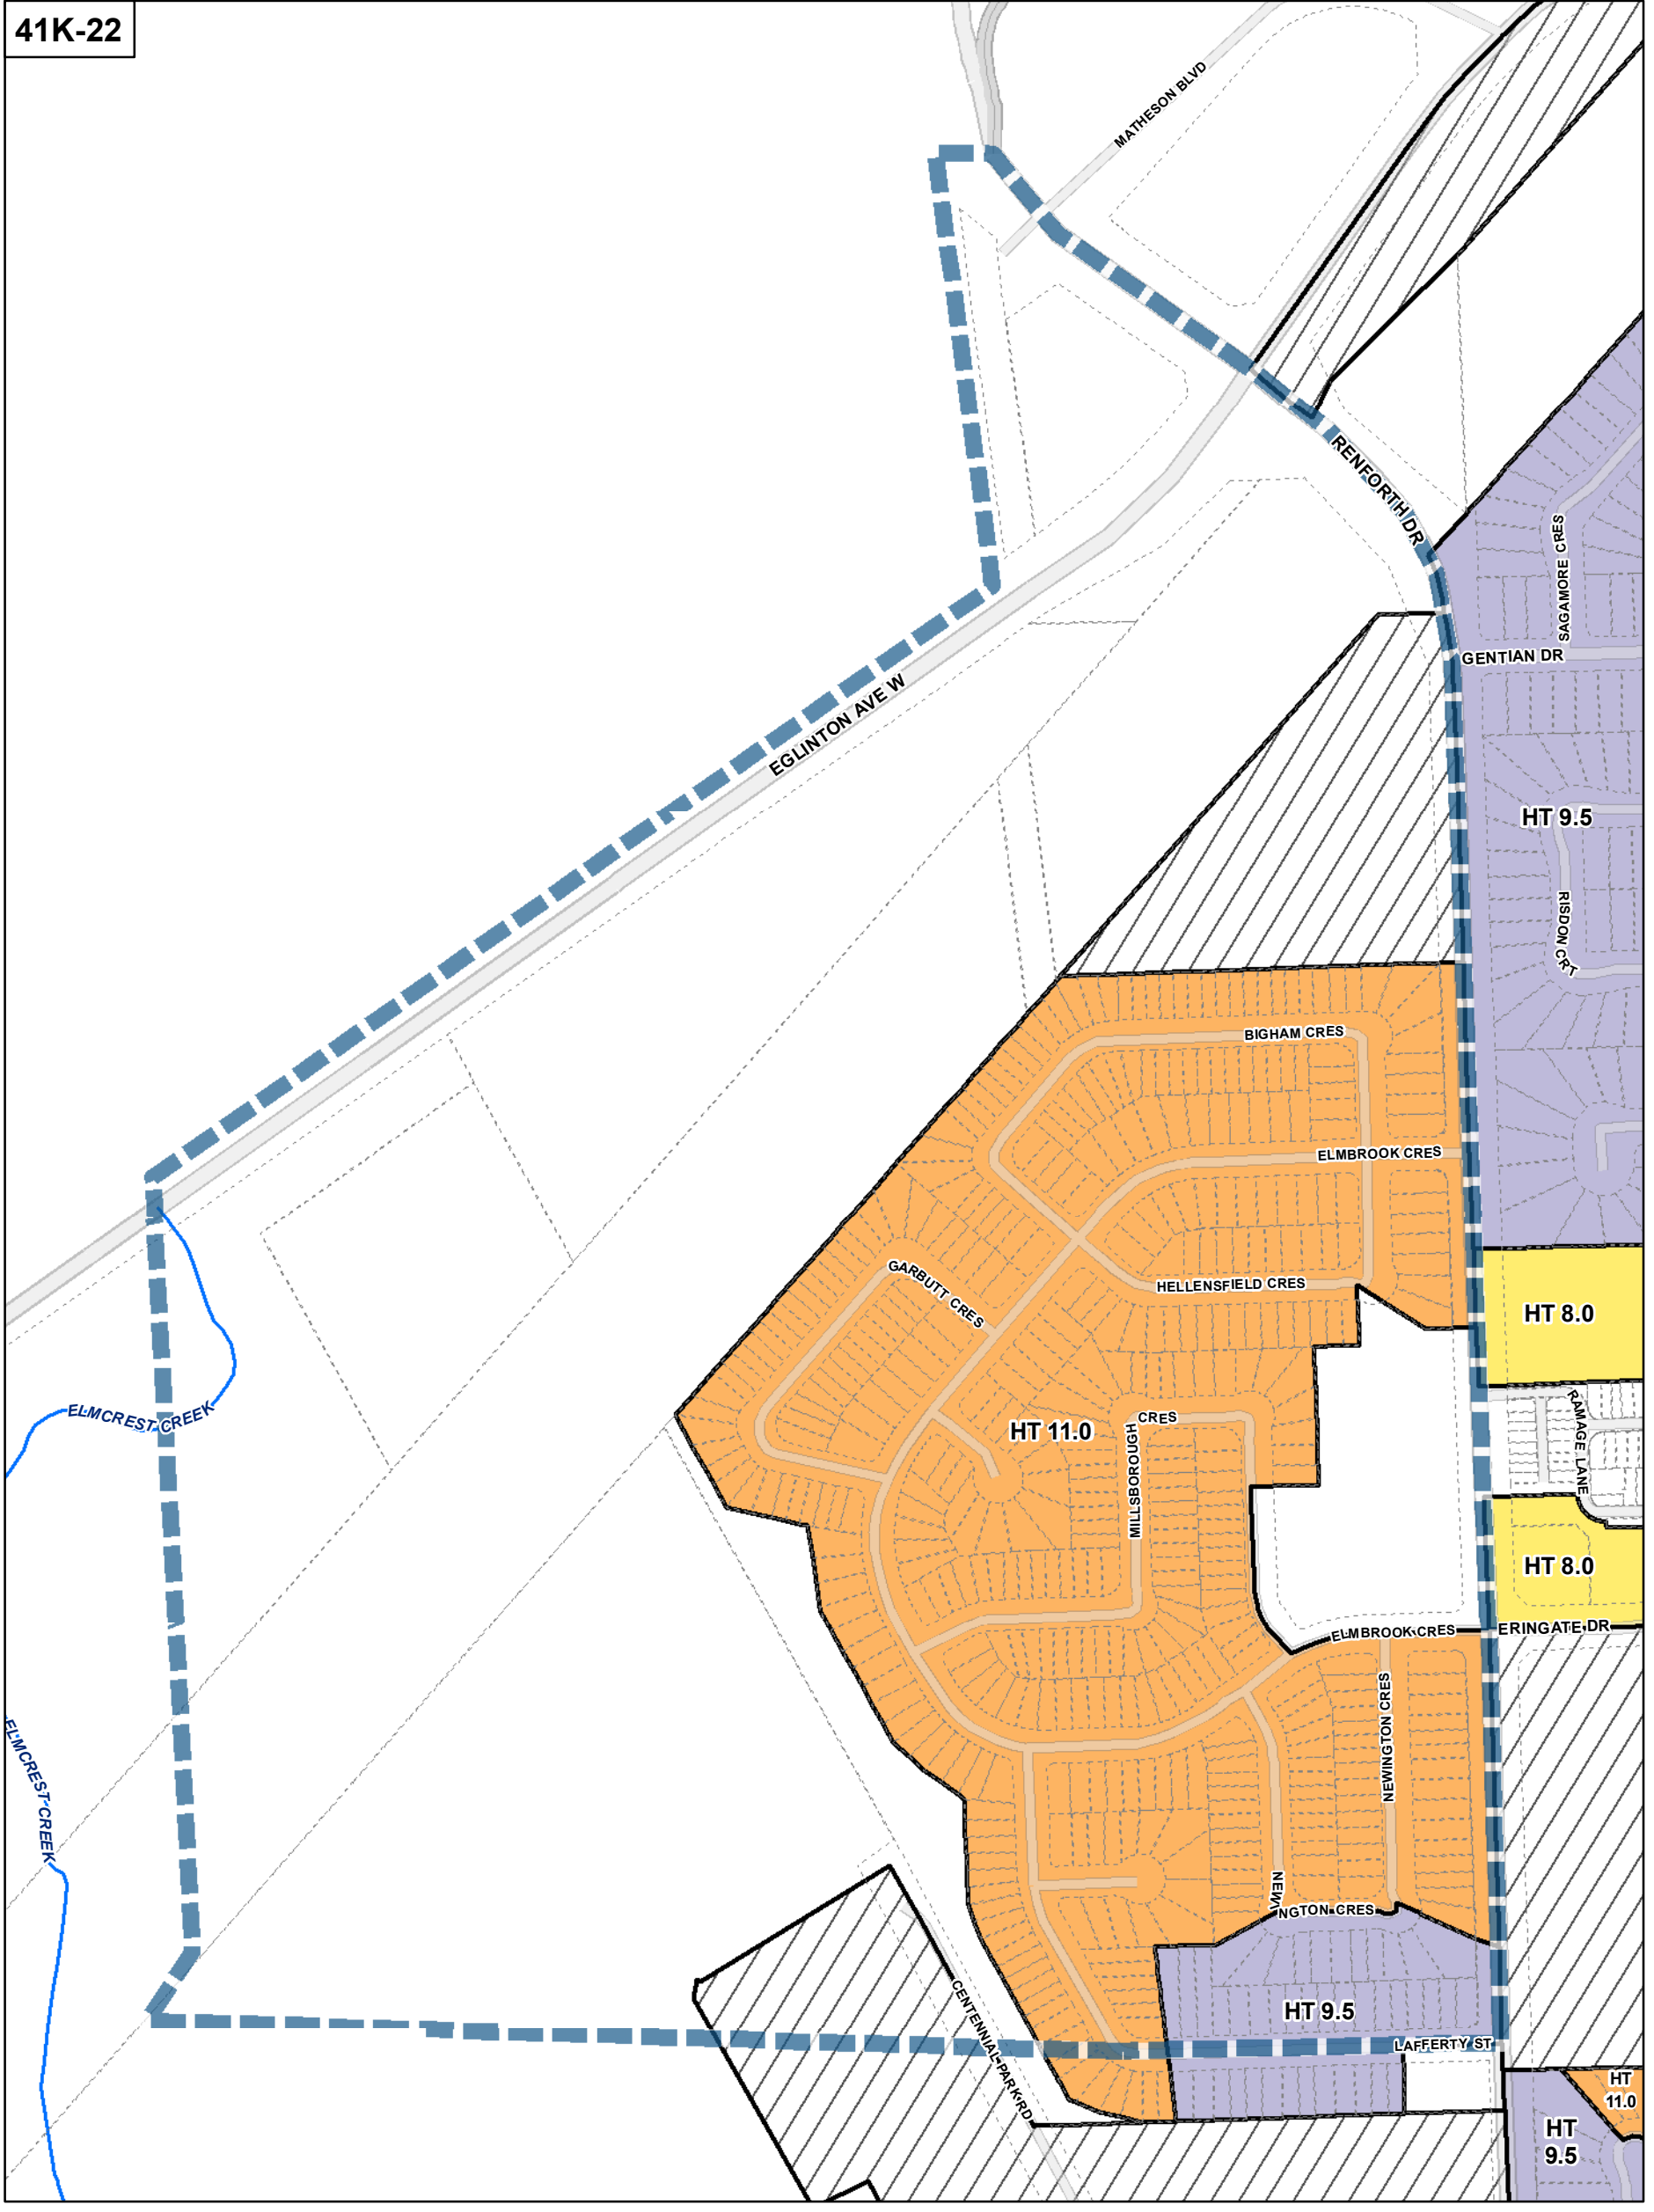 41K-22
MATHESON BLVD
RENFORTH DR
SAGAMORE CRES
GENTIAN DR
EGLINTON AVE W
HT 9.5
RISDON CRT
BIGHAM CRES
ELMBROOK CRES
GARBUTT CRES
HELLENSFIELD CRES
HT 8.0
ELMCREST CREEK
RAMAGE LANE
HT 11.0
MILLSBOROUGH
CRES
HT 8.0
ELMBROOK CRES
ERINGATE DR
NEWINGTON CRES
ELMCREST CREEK
NEW
NGTON CRES
CENTENNIAL PARK RD
HT 9.5
LAFFERTY ST
HT
11.0
HT
9.5